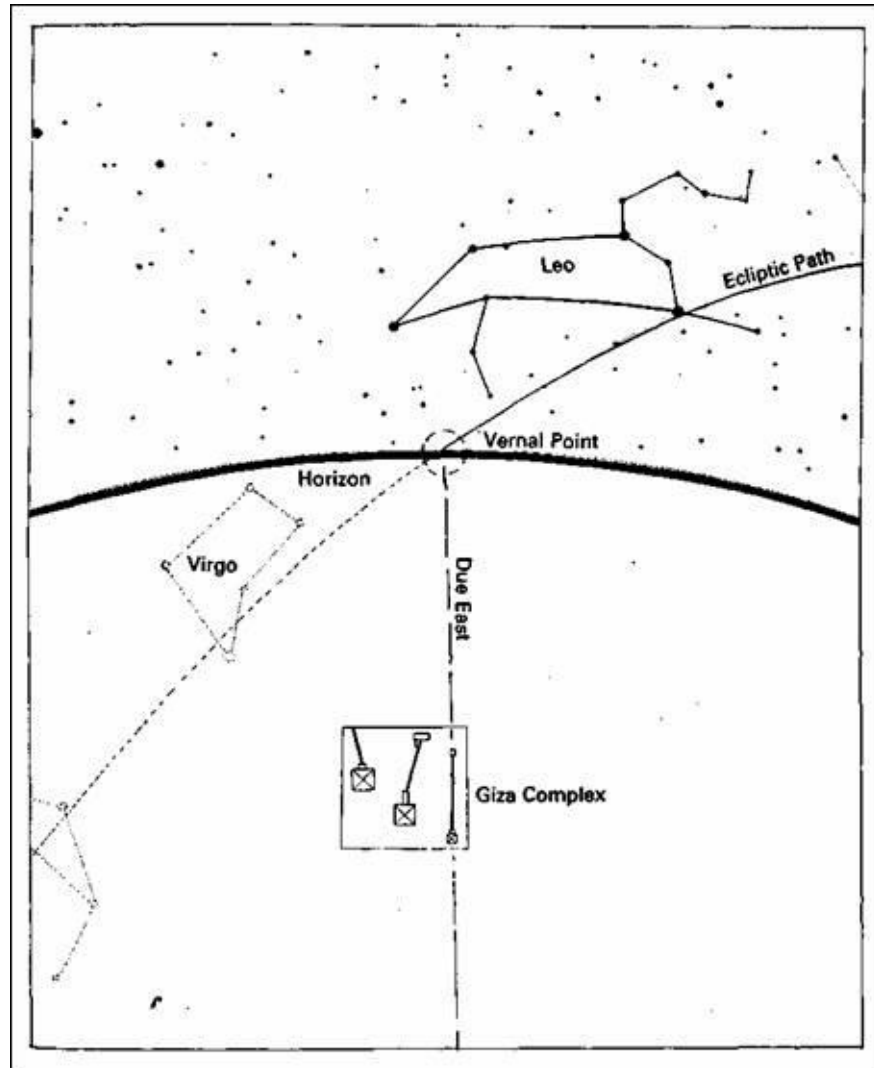 Leo
Ecliptic Path
Vernal Point
Horizon
Virgo
Due East
Giza Complex